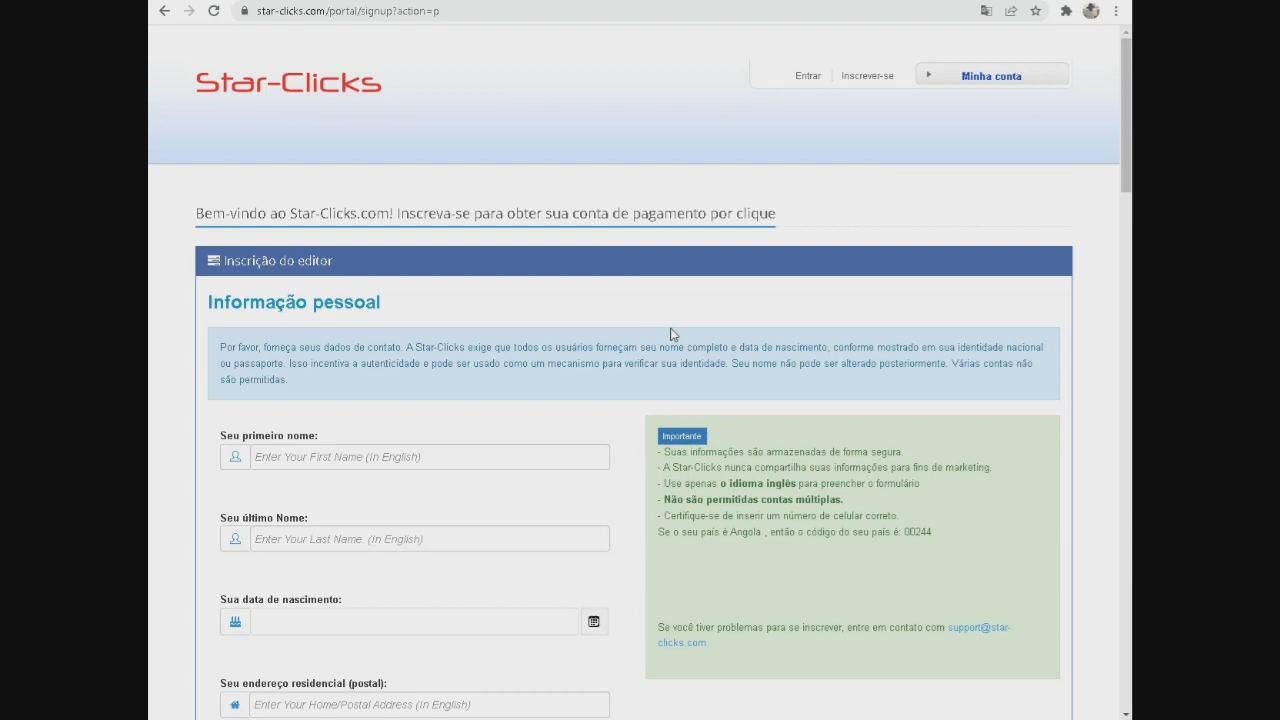 star-clicks.com/portal/signup?action=p
Star-Clicks
Entrar
Inscrever-se
Minha conta
Bem-vindo ao Star-Clicks.com! Inscreva-se para obter sua conta de pagamento por clique
Inscrição do editor
Informação pessoal
Por favor, forneça seus dados de contato. A Star-Clicks exige que todos os usuários forneçam seu nome completo e data de nascimento, conforme mostrado em sua identidade nacional
ou passaporte. Isso incentiva a autenticidade e pode ser usado como um mecanismo para verificar sua identidade. Seu nome não pode ser alterado posteriormente. Várias contas não
são permitidas.
Seu primeiro nome:
Enter Your First Name (In English)
Seu último Nome:
Enter Your Last Name (In English)
Sua data de nascimento:
Seu endereço residencial (postal):
Enter Your Home/Postal Address (In English)
Importante
- Suas informações são armazenadas de forma segura.
- A Star-Clicks nunca compartilha suas informações para fins de marketing.
- Use apenas o idioma inglês para preencher o formulário
- Não são permitidas contas múltiplas.
- Certifique-se de inserir um número de celular correto.
Se o seu país é Angola , então o código do seu país é: 00244
Se você tiver problemas para se inscrever, entre em contato com support@star-
clicks.com